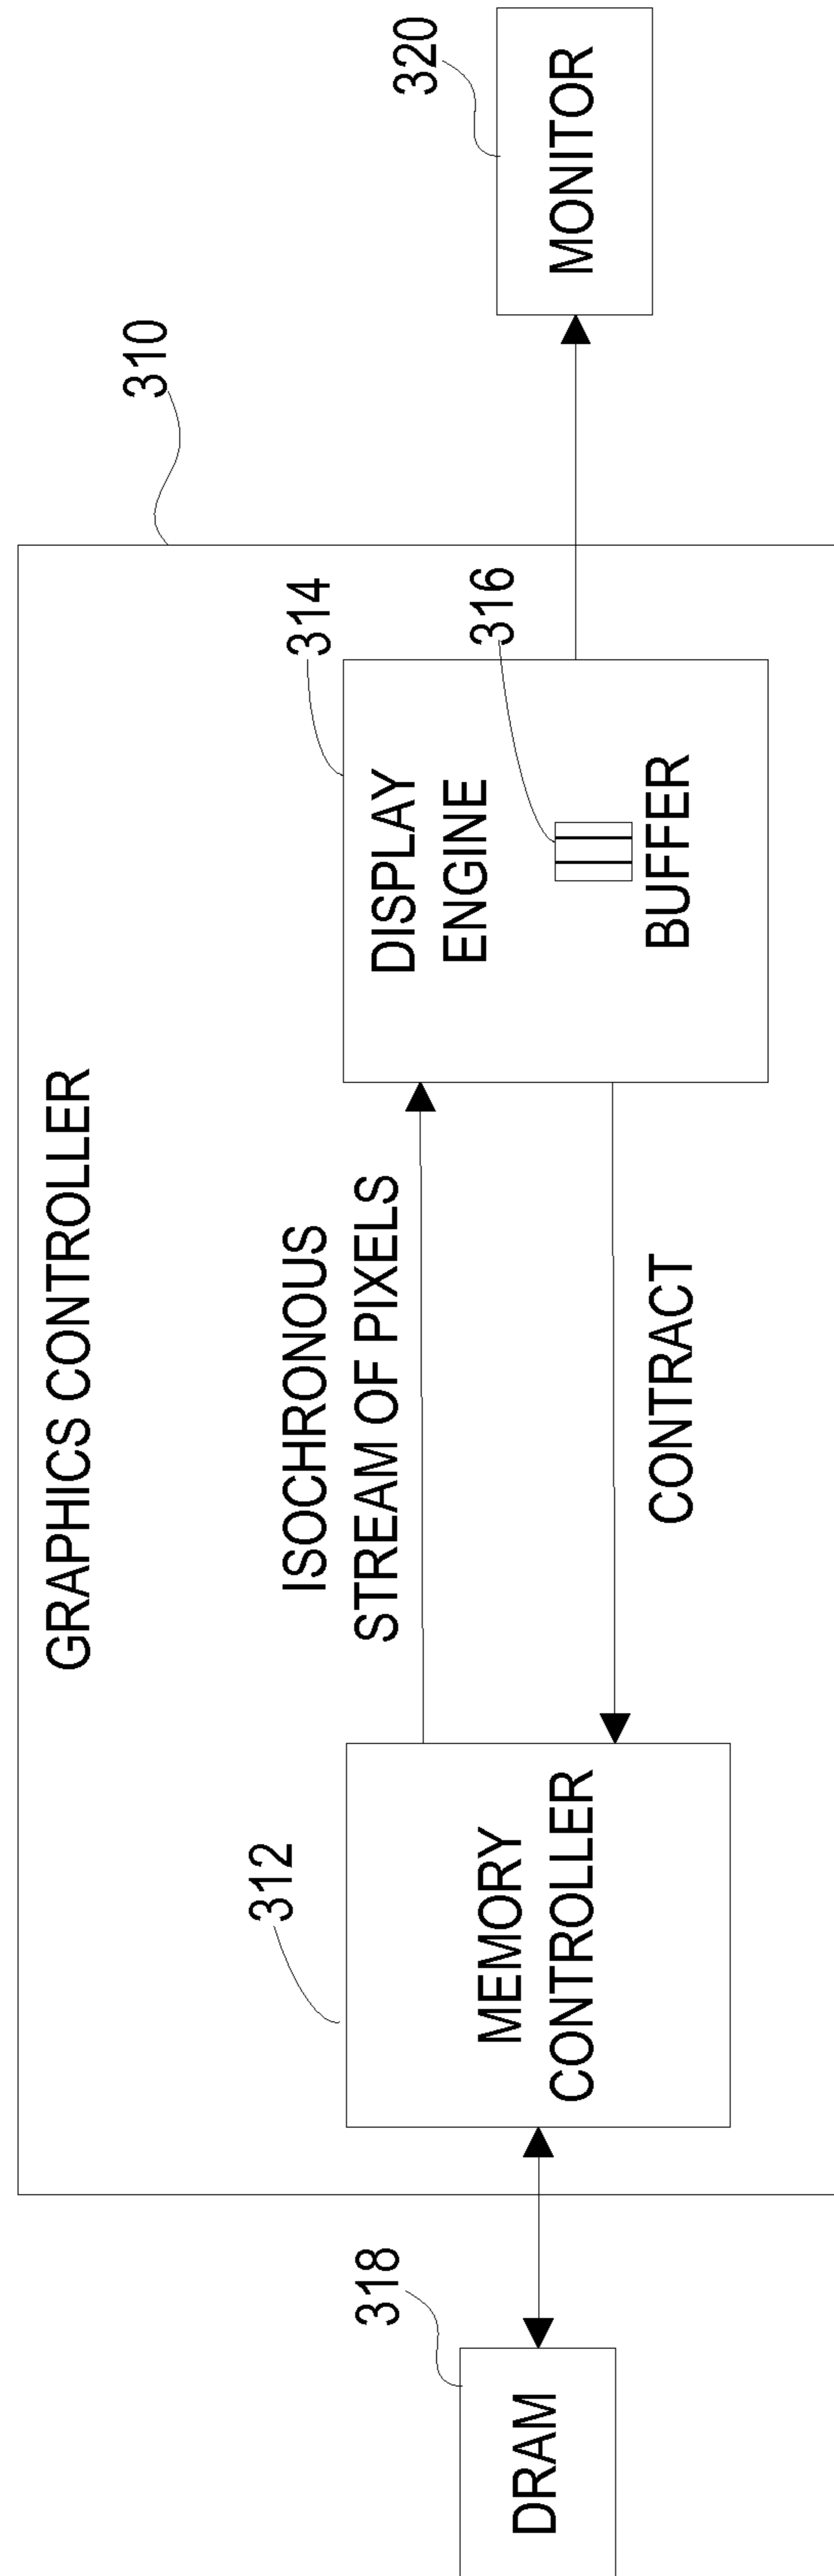 310
GRAPHICS CONTROLLER
318
DRAM
312
MEMORY
CONTROLLER
ISOCHRONOUS
STREAM OF PIXELS
CONTRACT
314
DISPLAY
ENGINE
316
BUFFER
320
MONITOR